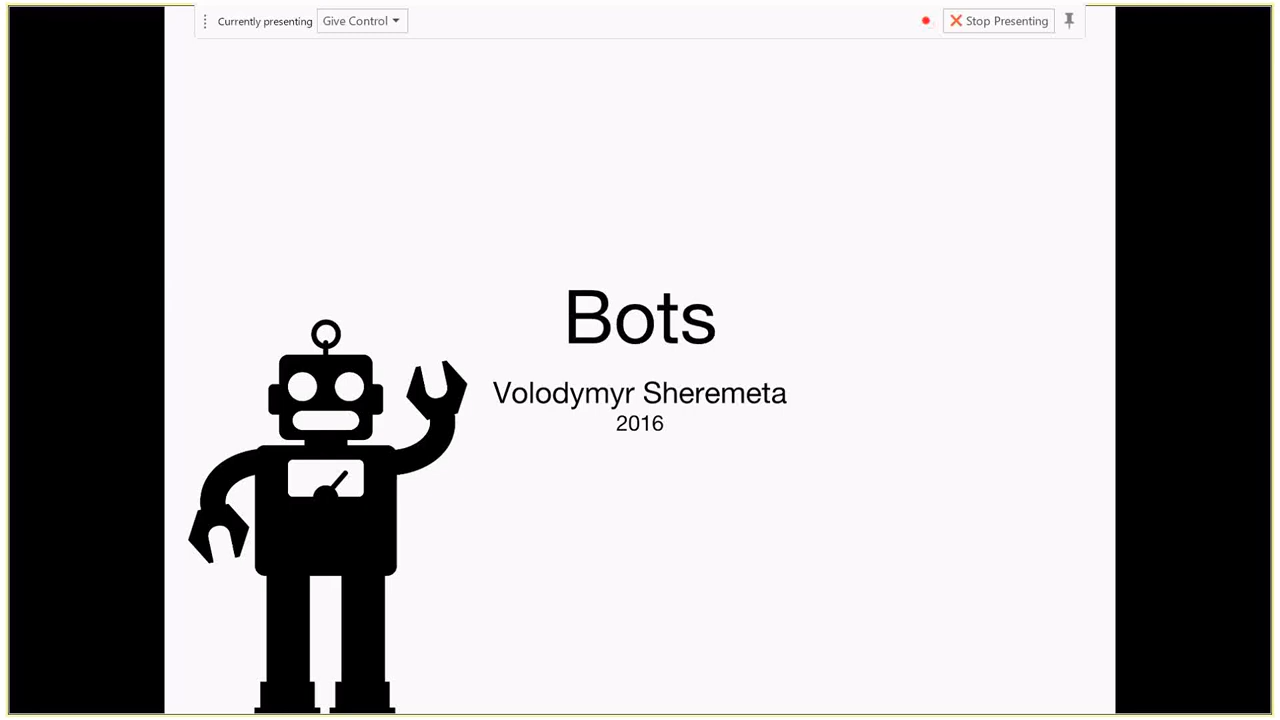 Currently presenting Give Control Stop Presenting
Bots
Volodymyr Sheremeta
2016